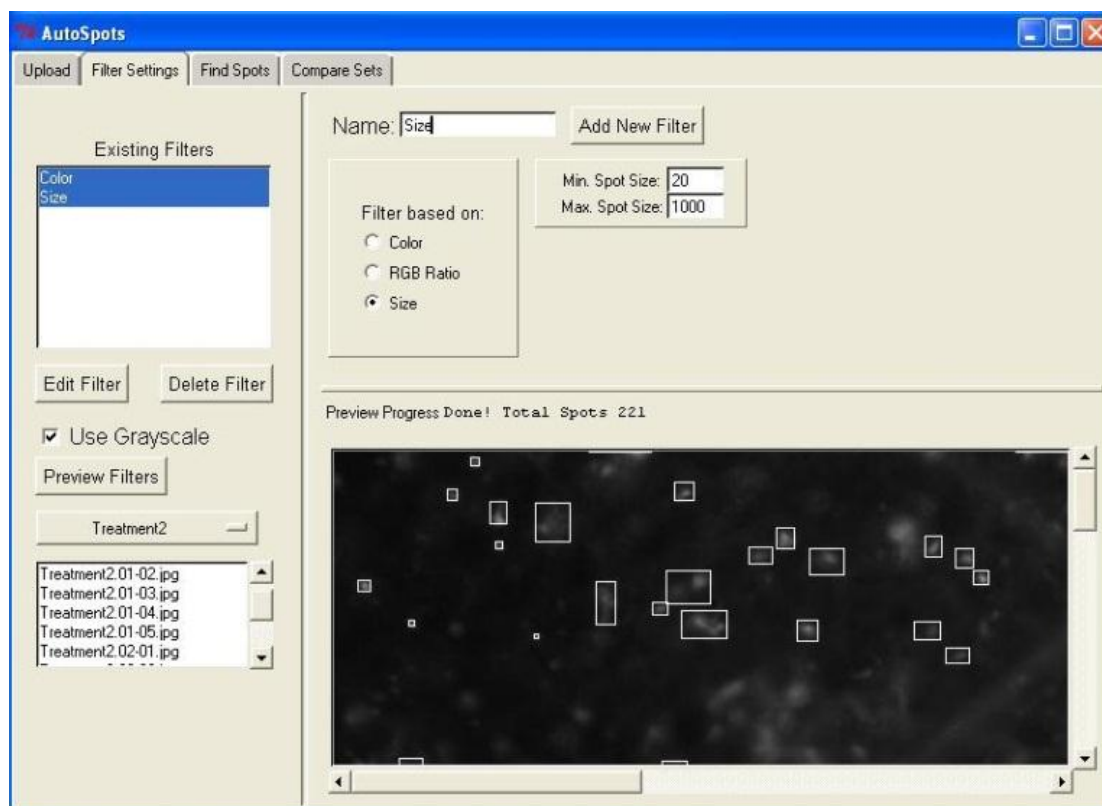 AutoSpots
Upload Filter Settings Find Spots Compare Sets
Existing Filters
Color
Size
Edit Filter Delete Filter
Use Grayscale
Preview Filters
Treatment2
Treatment2.01-02.jpg
Treatment2.01-03.jpg
Treatment2.01-04.jpg
Treatment2.01-05.jpg
Treatment2.02-01.jpg
Name: Size Add New Filter
Filter based on:
Color
RGB Ratio
Size
Min. Spot Size: 20
Max. Spot Size: 1000
Preview Progress Done! Total Spots 221